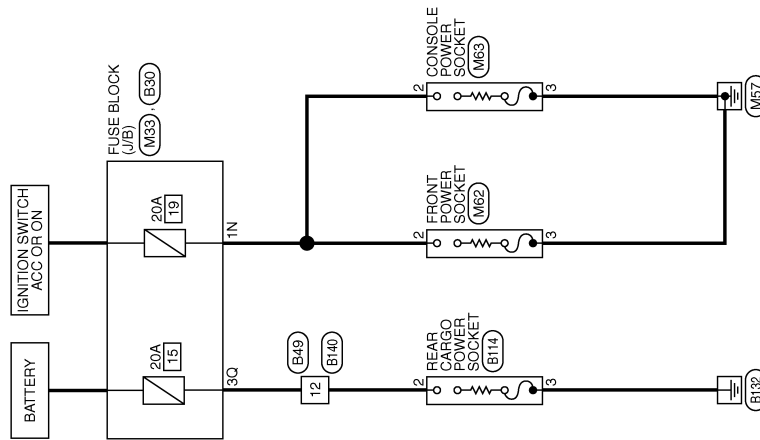 IGNITION SWITCH
ACC OR ON
BATTERY
FUSE BLOCK
(J/B)
M33 , B30
20A
19
20A
15
1N
3Q
B49
12
B140
2
CONSOLE
POWER
SOCKET
M63
3
2
FRONT
POWER
SOCKET
M62
3
2
REAR
CARGO
POWER
SOCKET
B114
3
M57
B132